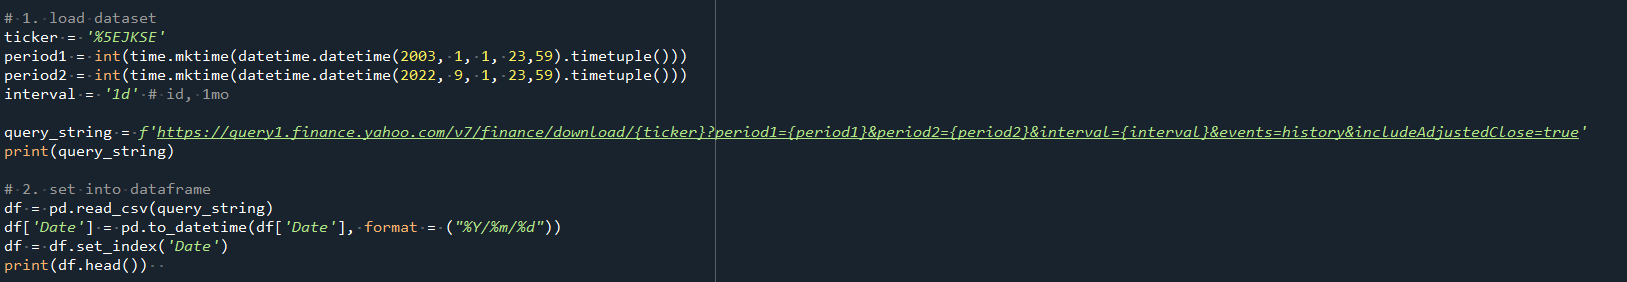 # 1. load dataset
ticker = '%5EJKSE'
period1 = int(time.mktime(datetime.datetime(2003, 1, 1, 23,59).timetuple()))
period2 = int(time.mktime(datetime.datetime(2022, 9, 1, 23,59).timetuple()))
interval = '1d' # id, 1mo
query_string = f'https://query1.finance.yahoo.com/v7/finance/download/{ticker}?period1={period1}&period2={period2}&interval={interval}&events=history&includeAdjustedClose=true'
print(query_string)
# 2. set into dataframe
df = pd.read_csv(query_string)
df['Date'] = pd.to_datetime(df['Date'], format = ("%Y/%m/%d"))
df = df.set_index('Date')
print(df.head())